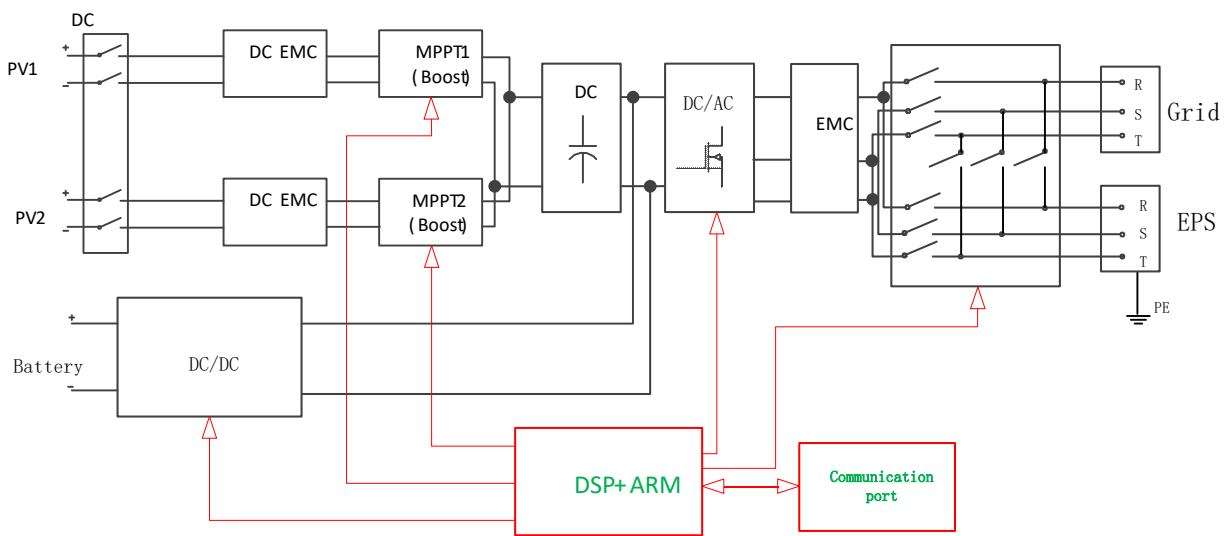 DC
+
PV1
-
DC EMC
MPPT1
( Boost)
DC
DC/AC
EMC
R
S
T
Grid
+
PV2
-
DC EMC
MPPT2
( Boost)
R
S
T
EPS
PE
+
Battery
-
DC/DC
DSP+ARM
Communication
port